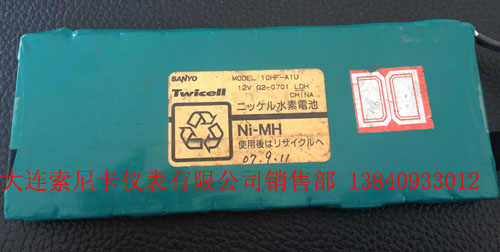 SANYO
MODEL 10HF-A1U
Twicell
12V G2-0701 LDH
CHINA
ニッケル水素電池
Ni-MH
使用後はリサイクルへ
07.9.11
大连索尼卡仪表有限公司销售部 13840933012